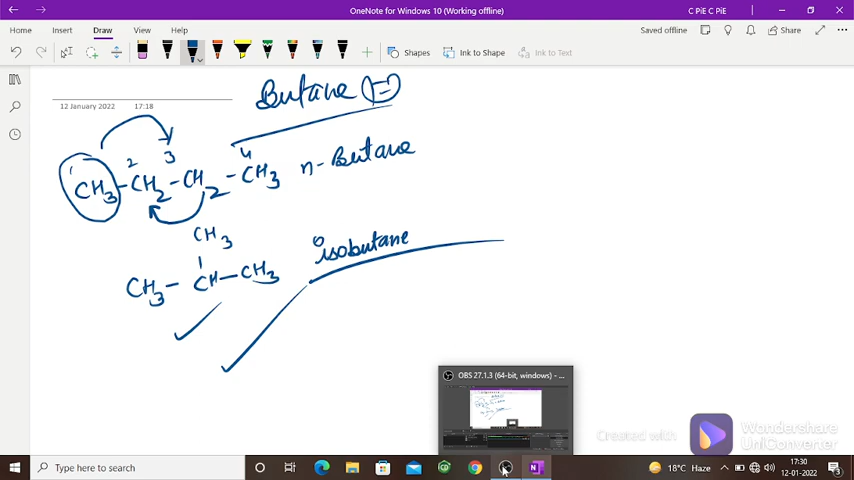 OneNote for Windows 10 (Working offline)
C PiE C PiE
Home Insert Draw View Help
Saved offline Share
Shapes Ink to Shape Ink to Text
12 January 2022 17:18
Butane
1 2 3 4
CH3-CH2-CH2-CH3 n-Butane
CH3
isobutane
CH3-CH-CH3
OBS 27.1.3 (64-bit, windows) - ...
Created with Wondershare
UniConverter
Type here to search
18°C Haze
17:30
12-01-2022
3